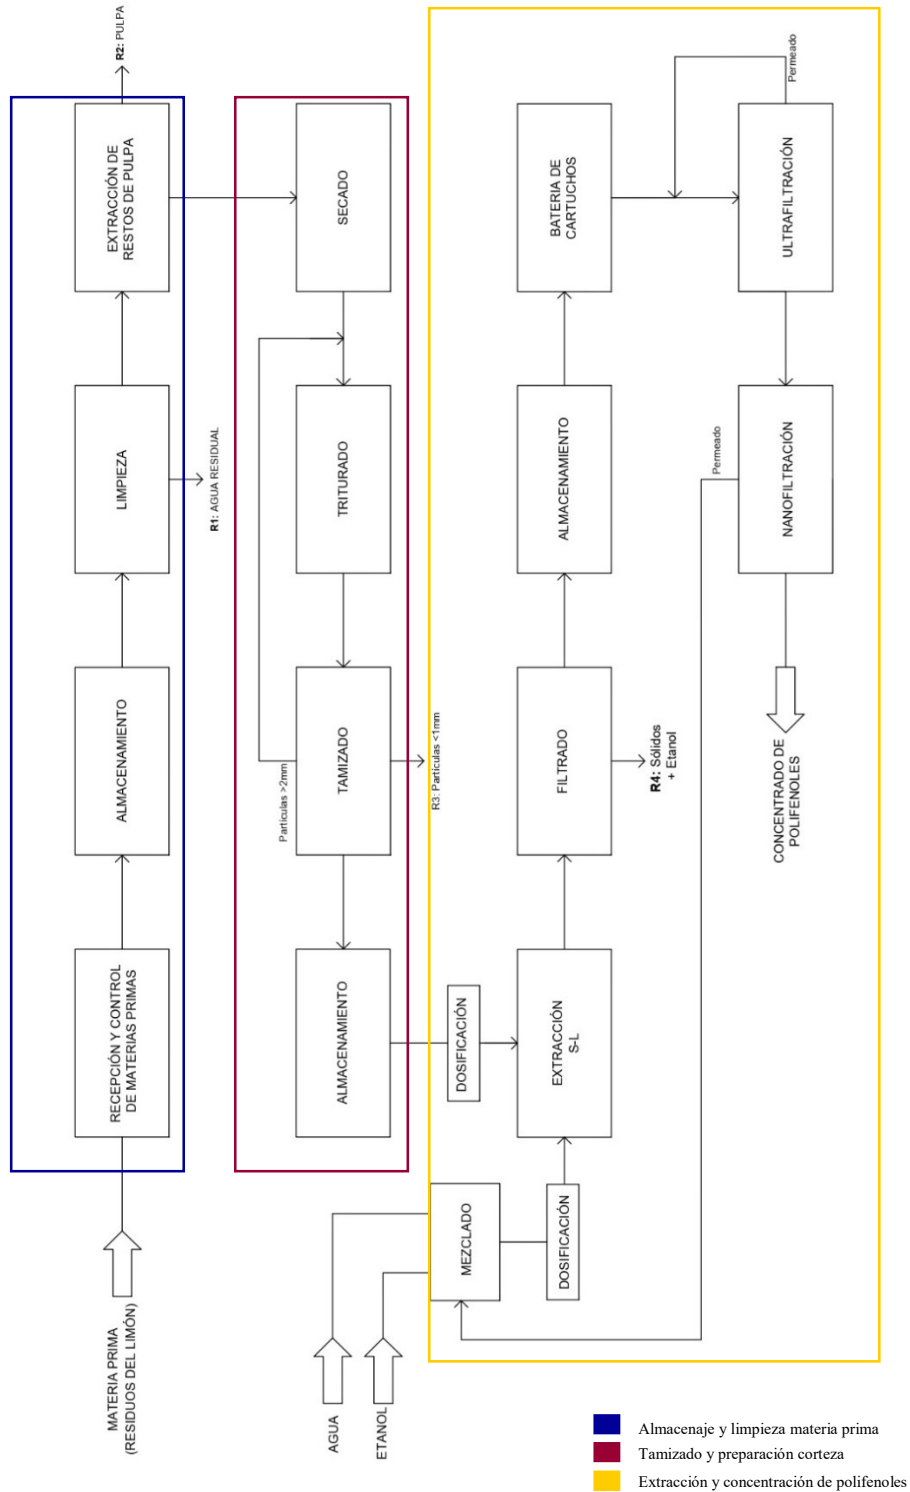 MATERIA PRIMA
(RESIDUOS DEL LIMÓN)
RECEPCIÓN Y CONTROL
DE MATERIAS PRIMAS
ALMACENAMIENTO
LIMPIEZA
R1: AGUA RESIDUAL
EXTRACCIÓN DE
RESTOS DE PULPA
R2: PULPA
SECADO
TRITURADO
TAMIZADO
Partículas >2mm
R3: Partículas <1mm
ALMACENAMIENTO
DOSIFICACIÓN
AGUA
ETANOL
MEZCLADO
DOSIFICACIÓN
EXTRACCIÓN
S-L
FILTRADO
R4: Sólidos
+ Etanol
ALMACENAMIENTO
BATERIA DE
CARTUCHOS
ULTRAFILTRACIÓN
Permeado
NANOFILTRACIÓN
Permeado
CONCENTRADO DE
POLIFENOLES
Almacenaje y limpieza materia prima
Tamizado y preparación corteza
Extracción y concentración de polifenoles